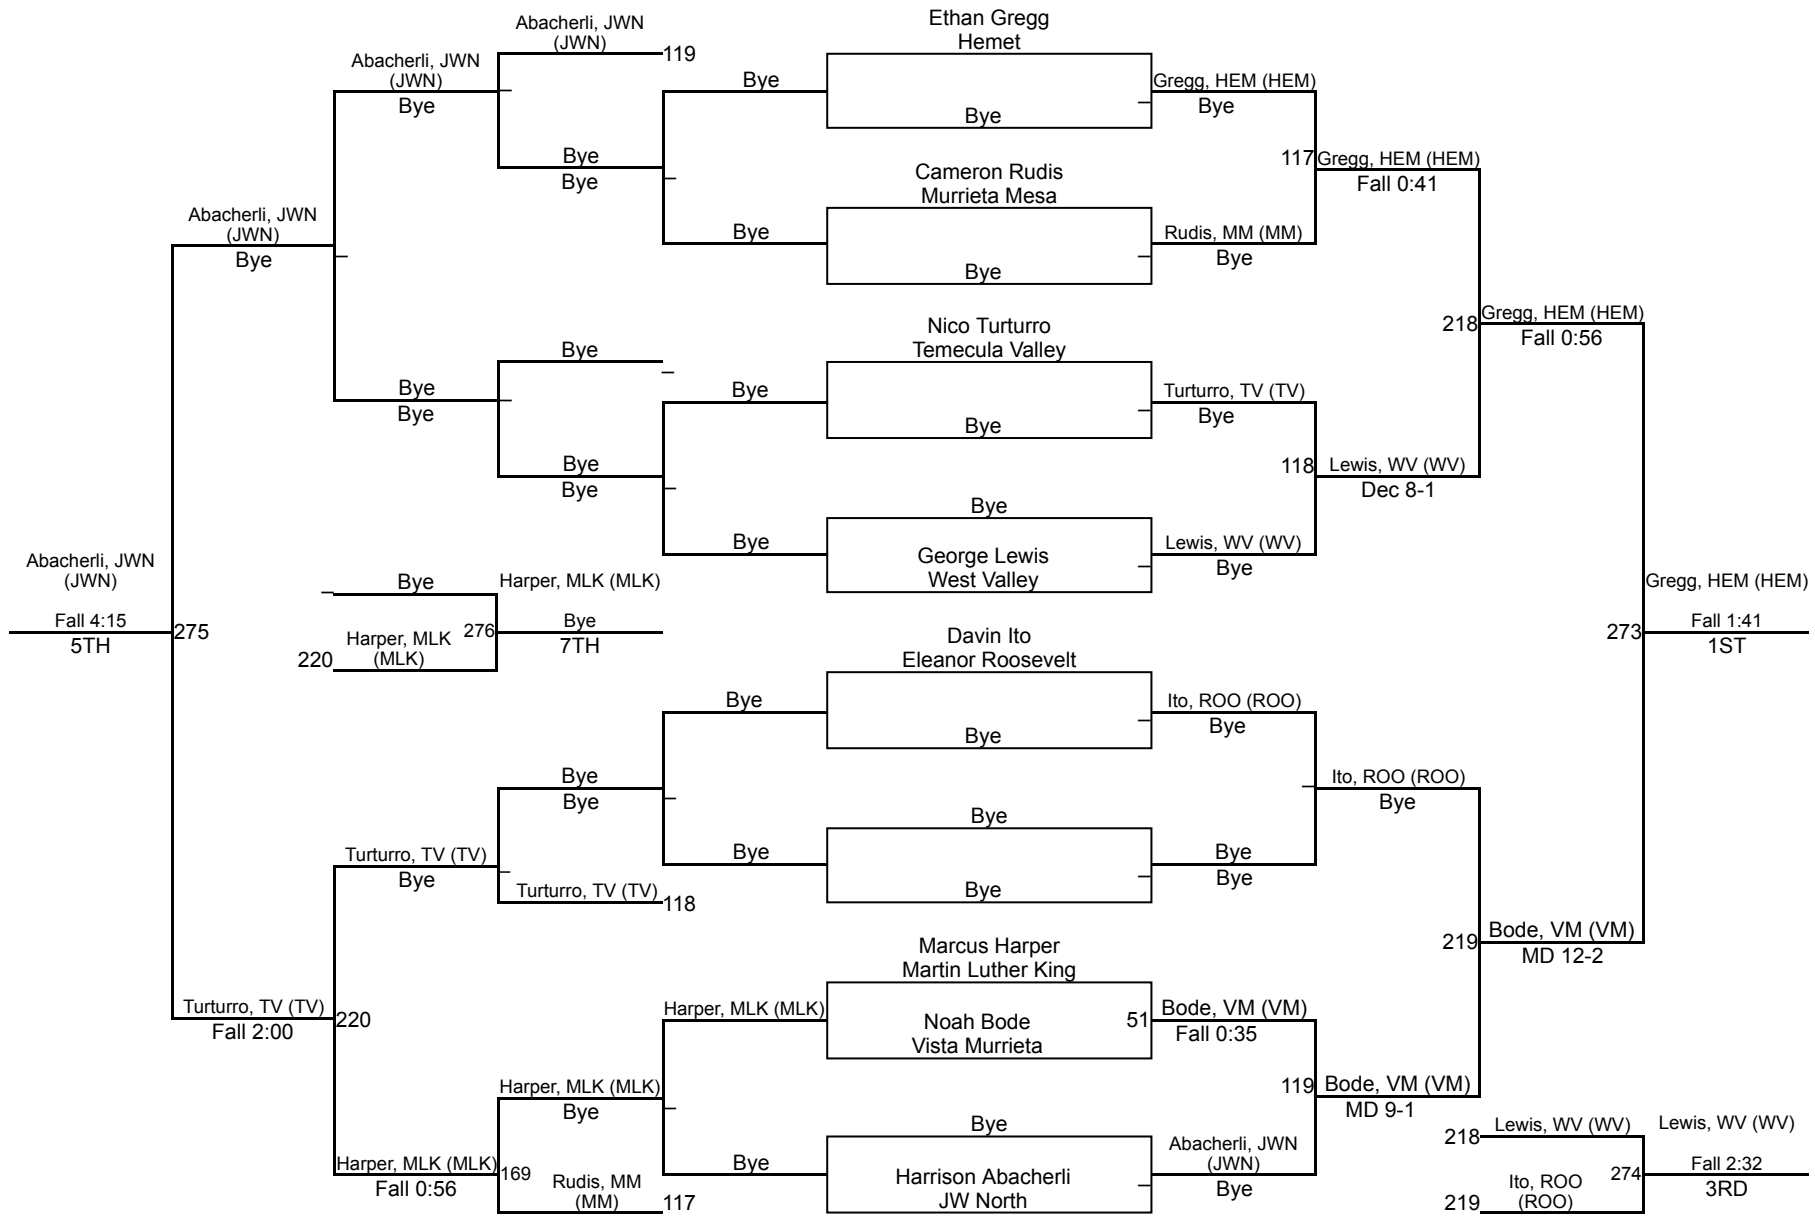 Abacherli, JWN
(JWN)
119
Abacherli, JWN
(JWN)
Bye
Bye
Bye
Abacherli, JWN
(JWN)
Bye
Bye
Bye
Bye
Bye
Bye
Bye
Bye
Bye
Bye
Abacherli, JWN
(JWN)
Fall 4:15
5TH
275
Bye
Harper, MLK
(MLK)
220
276
Harper, MLK (MLK)
Bye
7TH
Bye
Bye
Bye
Bye
Turturro, TV (TV)
Bye
Turturro, TV (TV)
118
Turturro, TV (TV)
Fall 2:00
220
Harper, MLK (MLK)
Harper, MLK (MLK)
Bye
Bye
Harper, MLK (MLK)
Fall 0:56
169
Rudis, MM
(MM)
117
Ethan Gregg
Hemet
Bye
Cameron Rudis
Murrieta Mesa
Bye
Nico Turturro
Temecula Valley
Bye
Bye
George Lewis
West Valley
Davin Ito
Eleanor Roosevelt
Bye
Bye
Bye
Marcus Harper
Martin Luther King
Noah Bode
Vista Murrieta
51
Bye
Harrison Abacherli
JW North
Gregg, HEM (HEM)
Bye
117
Gregg, HEM (HEM)
Fall 0:41
Rudis, MM (MM)
Bye
218
Gregg, HEM (HEM)
Fall 0:56
Turturro, TV (TV)
Bye
118
Lewis, WV (WV)
Dec 8-1
Lewis, WV (WV)
Bye
Gregg, HEM (HEM)
Fall 1:41
273
1ST
Ito, ROO (ROO)
Bye
Ito, ROO (ROO)
Bye
Bye
Bye
219
Bode, VM (VM)
MD 12-2
Bode, VM (VM)
Fall 0:35
119
Bode, VM (VM)
MD 9-1
Abacherli, JWN
(JWN)
Bye
218
Lewis, WV (WV)
Lewis, WV (WV)
Fall 2:32
274
3RD
Ito, ROO
(ROO)
219